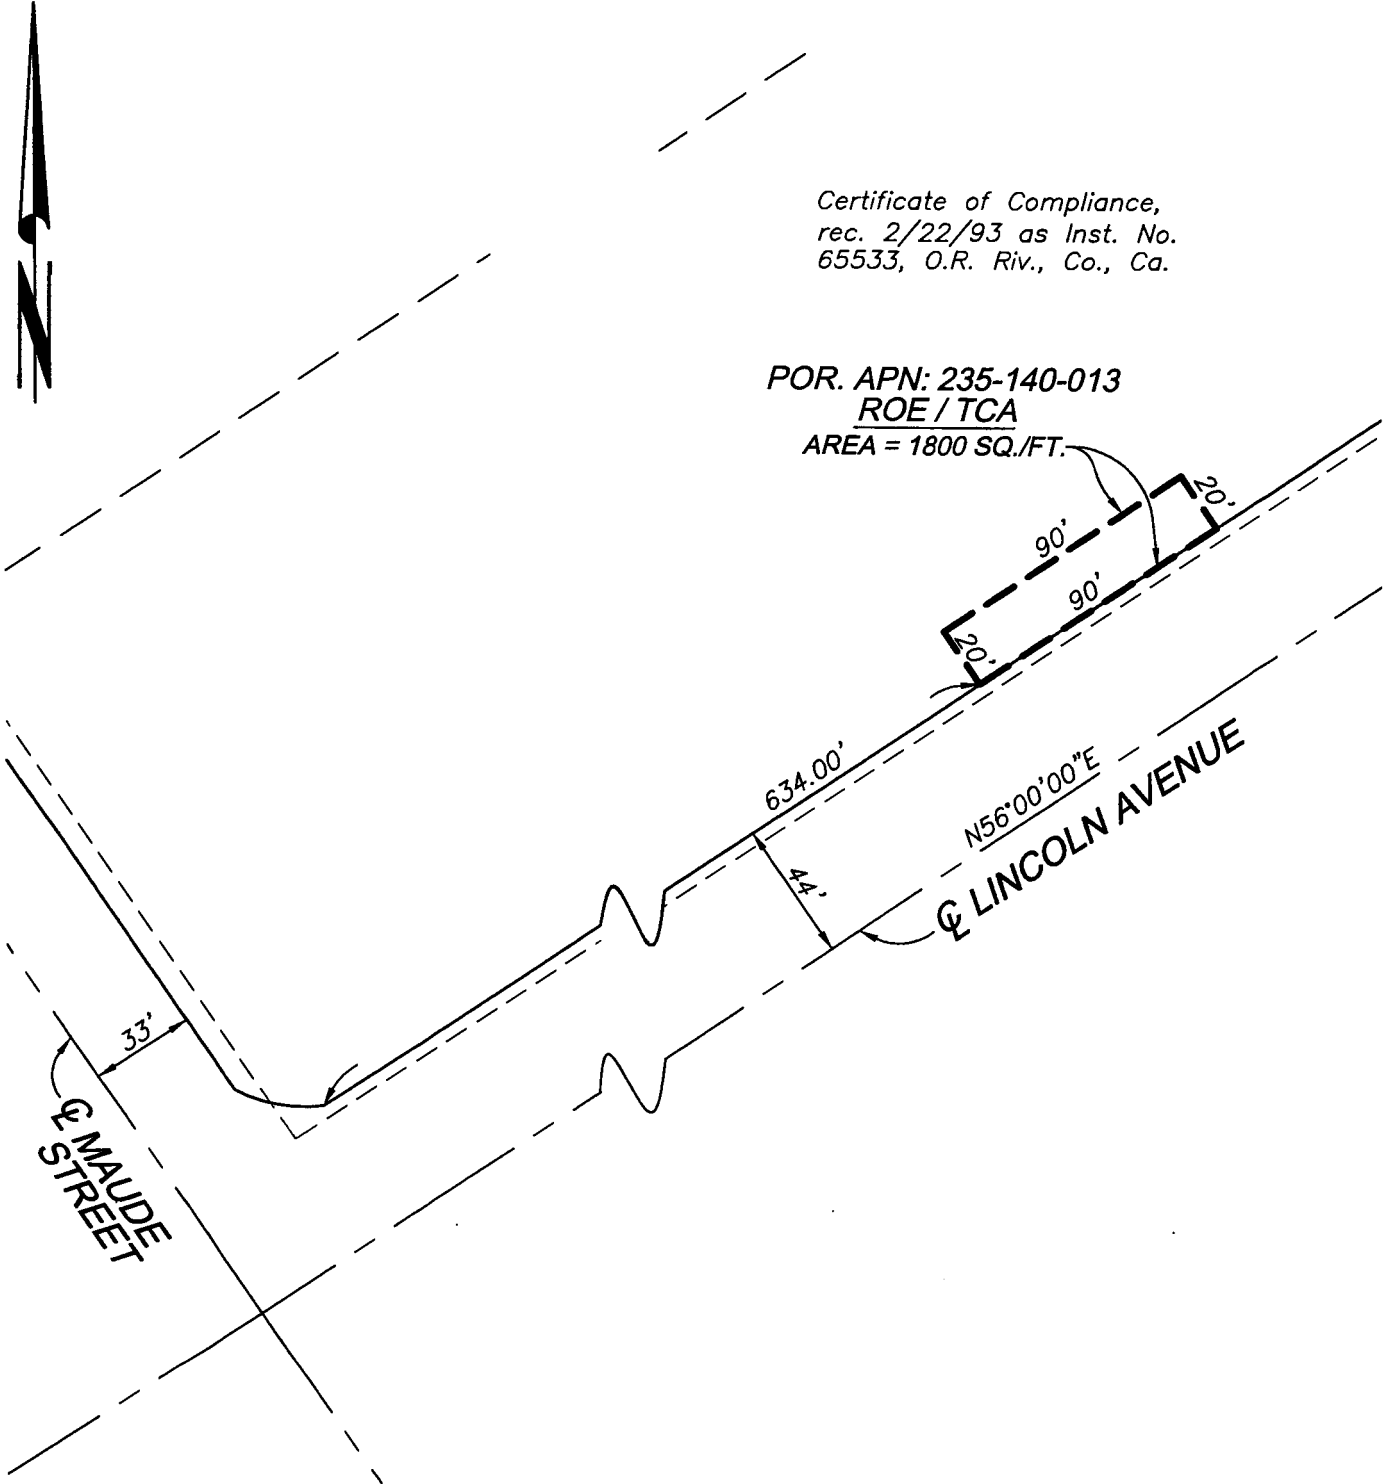 N
Certificate of Compliance,
rec. 2/22/93 as Inst. No.
65533, O.R. Riv., Co., Ca.
POR. APN: 235-140-013
ROE / TCA
AREA = 1800 SQ./FT.
20'
90'
90'
20'
634.00'
N56°00'00"E
44'
℄ LINCOLN AVENUE
33'
℄ MAUDE
STREET